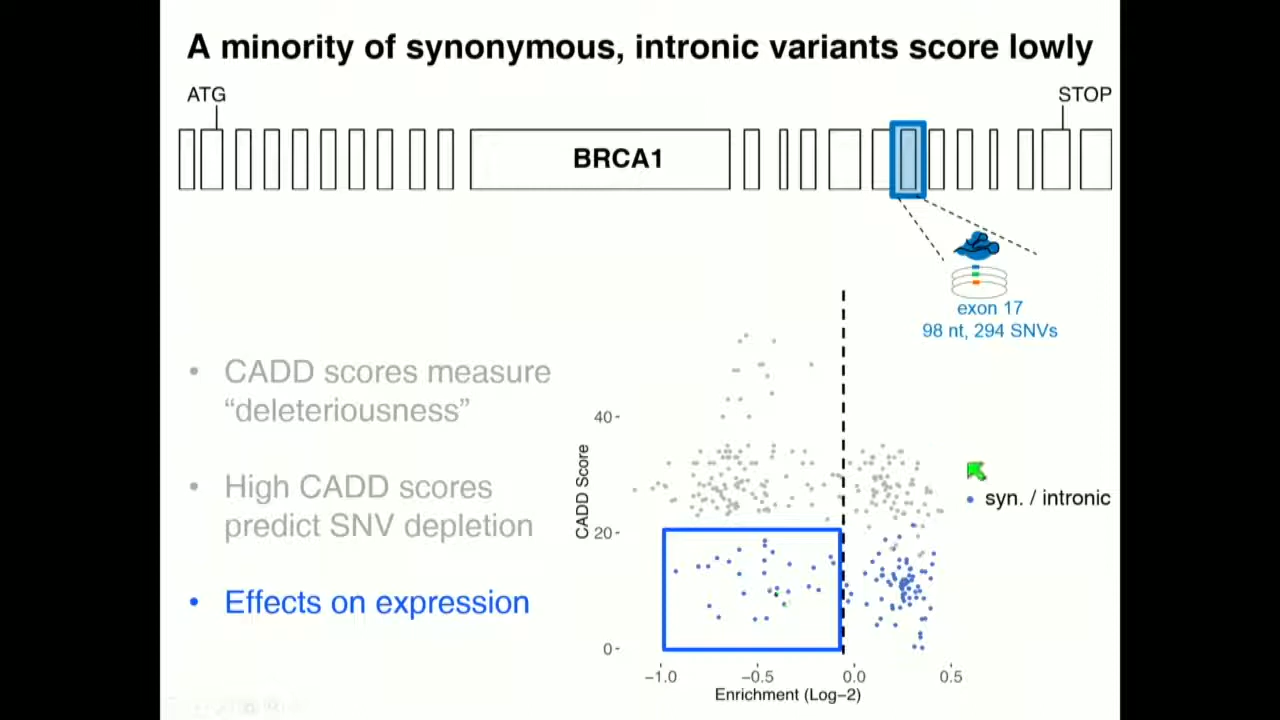 A minority of synonymous, intronic variants score lowly
ATG
STOP
BRCA1
exon 17
98 nt, 294 SNVs
• CADD scores measure
“deleteriousness”
• High CADD scores
predict SNV depletion
• Effects on expression
CADD Score
40
20
0
syn. / intronic
−1.0 −0.5 0.0 0.5
Enrichment (Log−2)